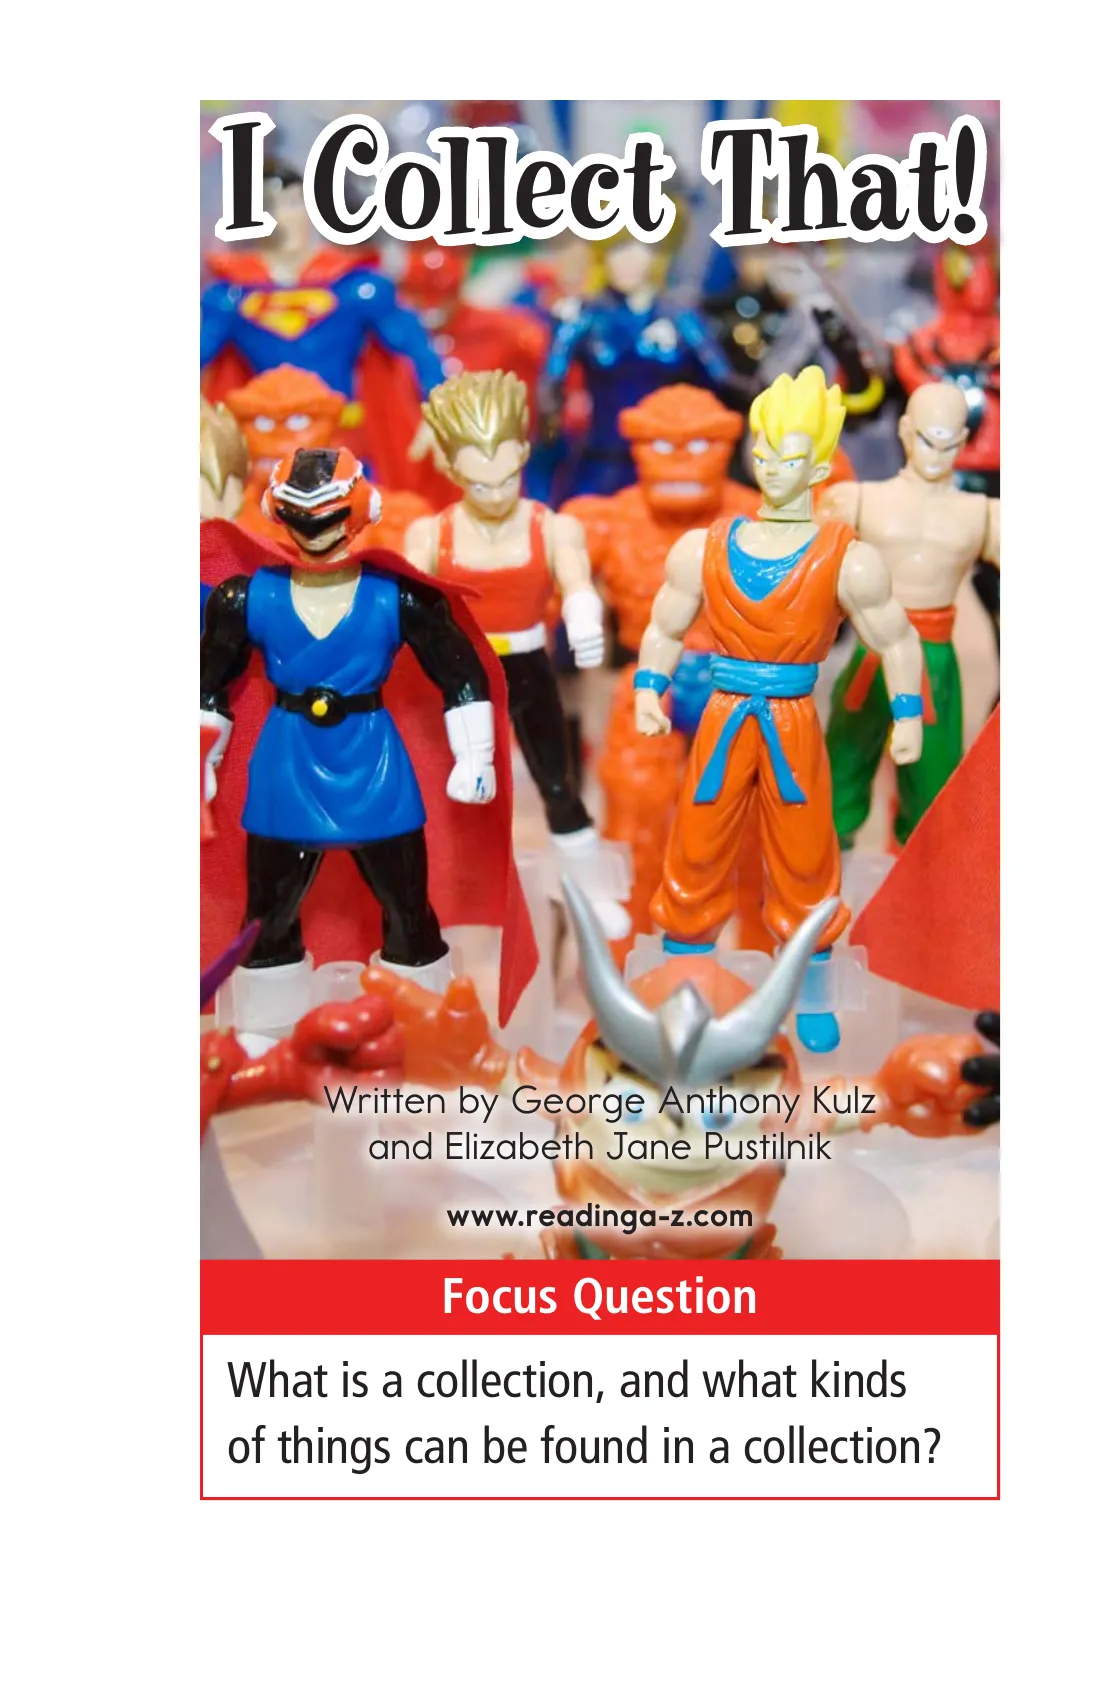 I Collect That!
Written by George Anthony Kulz
and Elizabeth Jane Pustilnik
www.readinga-z.com
Focus Question
What is a collection, and what kinds
of things can be found in a collection?